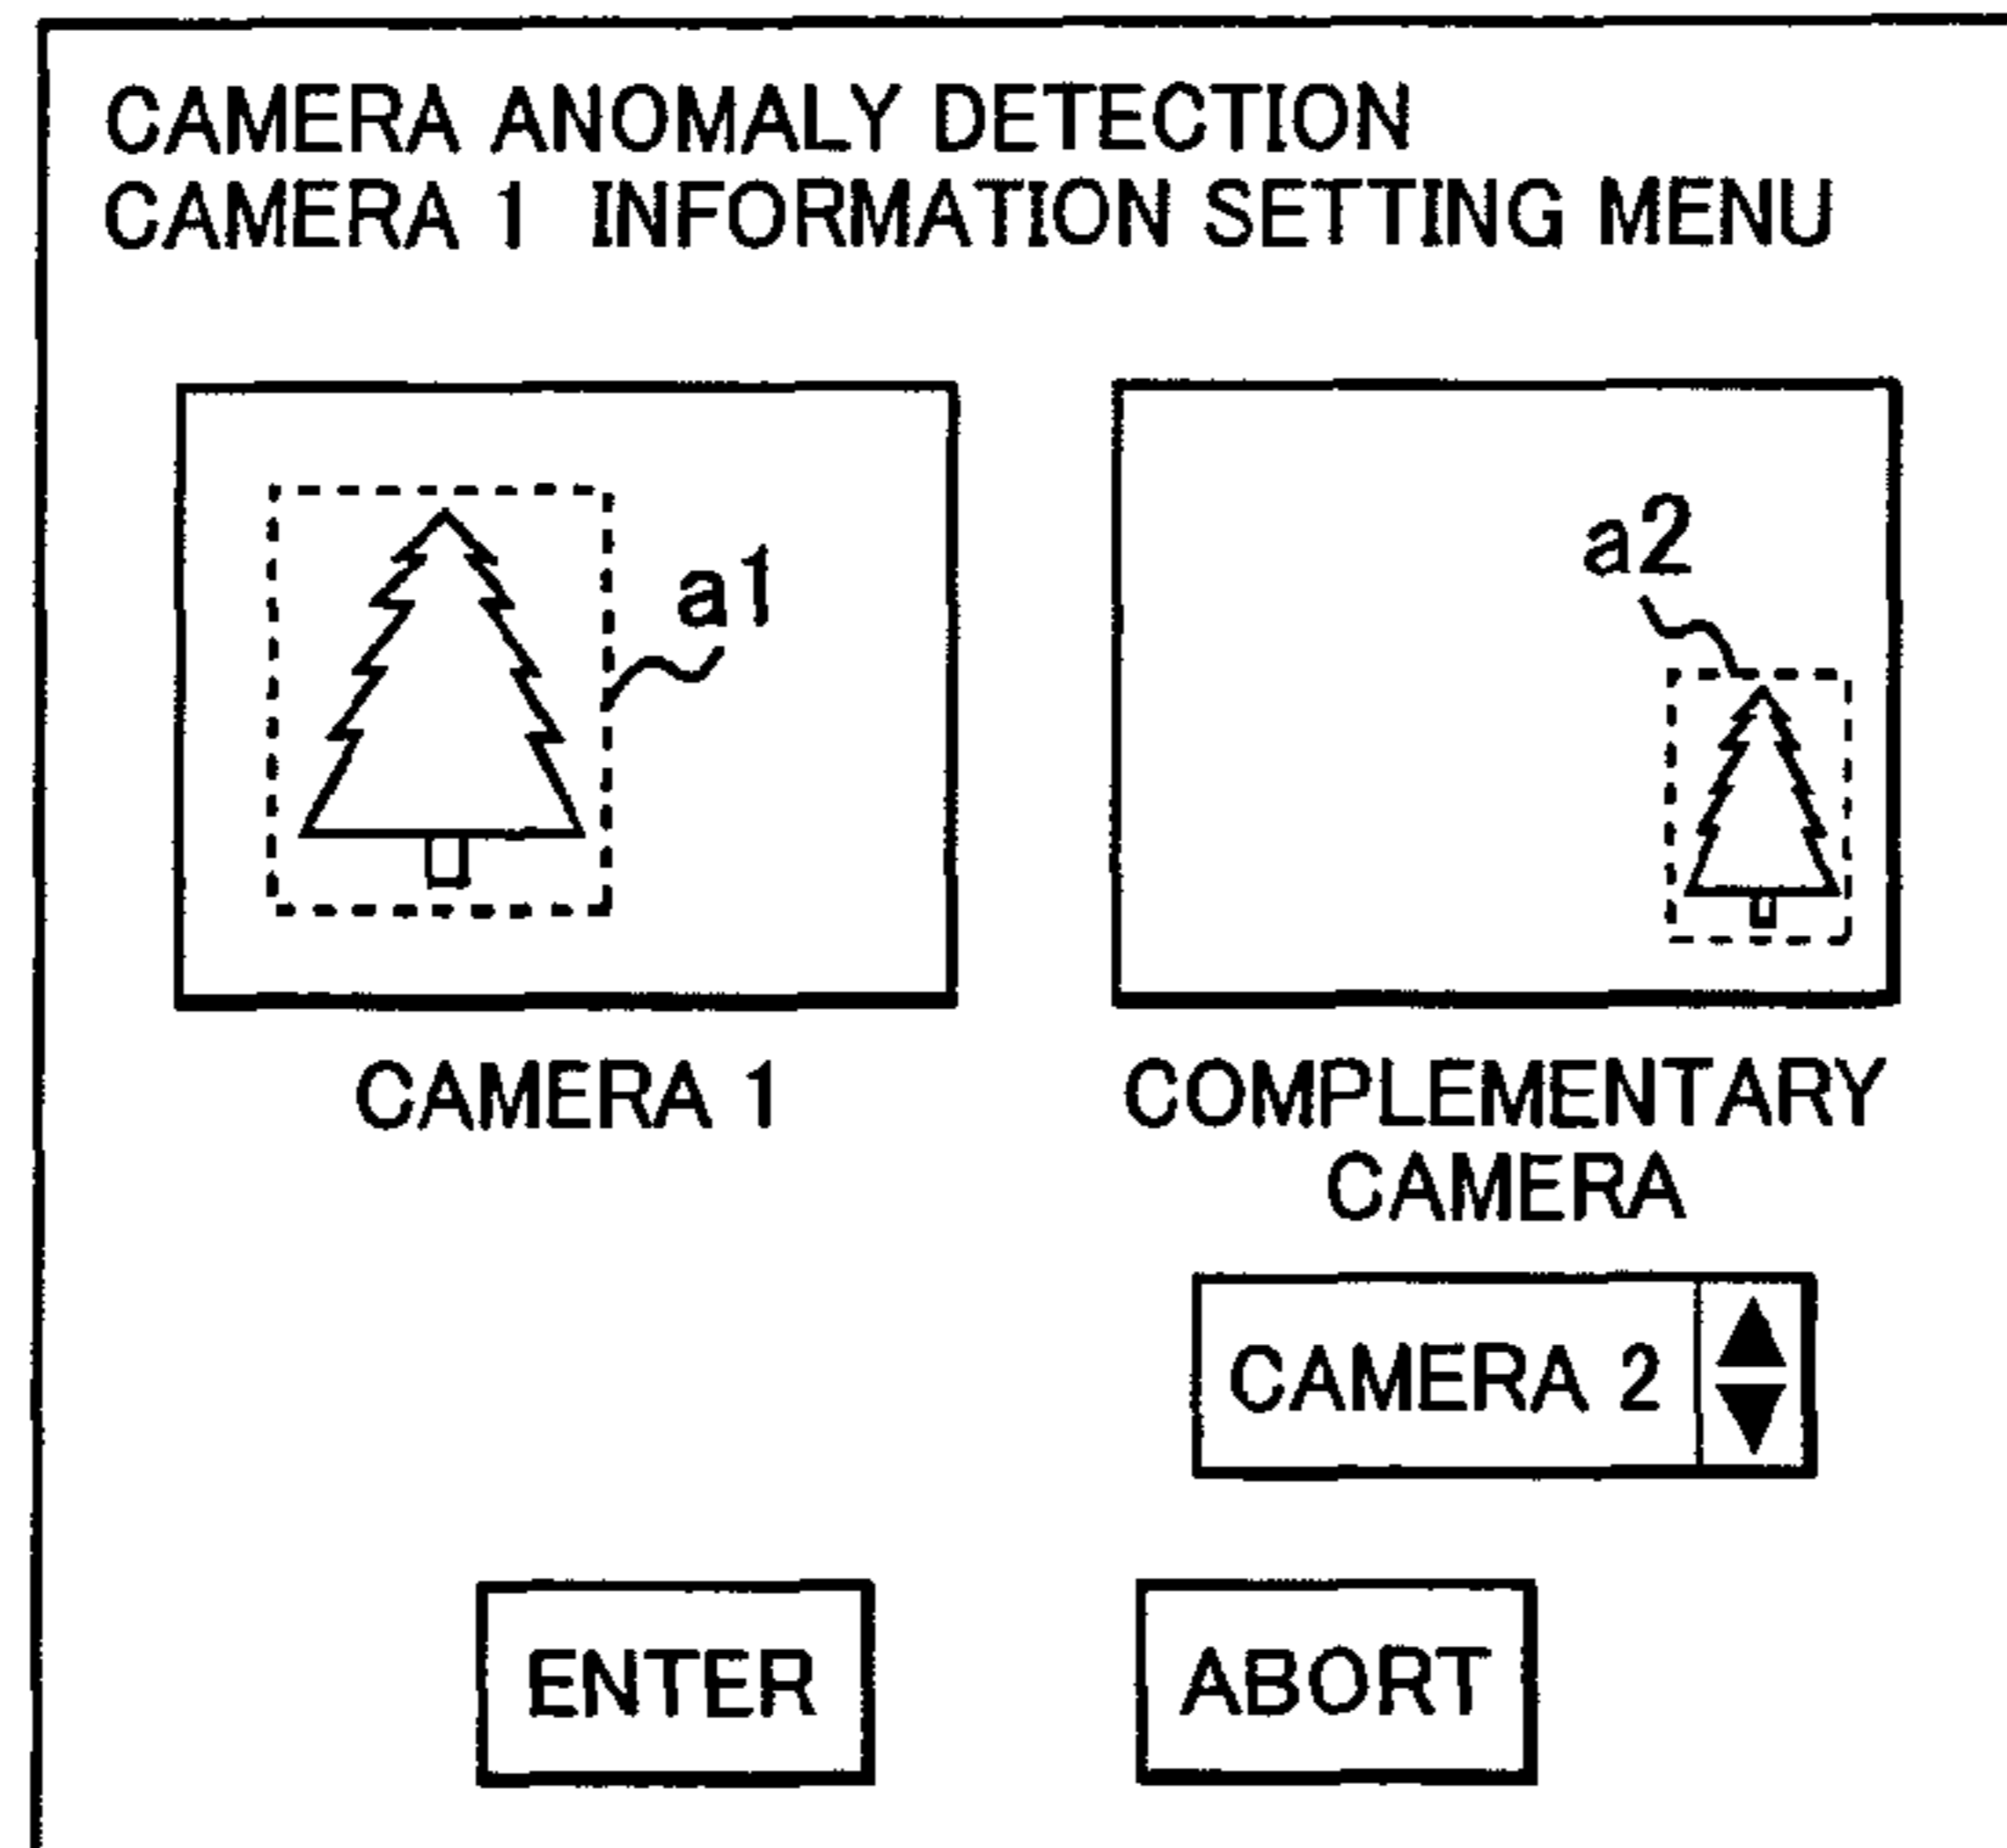 CAMERA ANOMALY DETECTION
CAMERA 1 INFORMATION SETTING MENU
a1
a2
CAMERA 1
COMPLEMENTARY
CAMERA
CAMERA 2
ENTER
ABORT